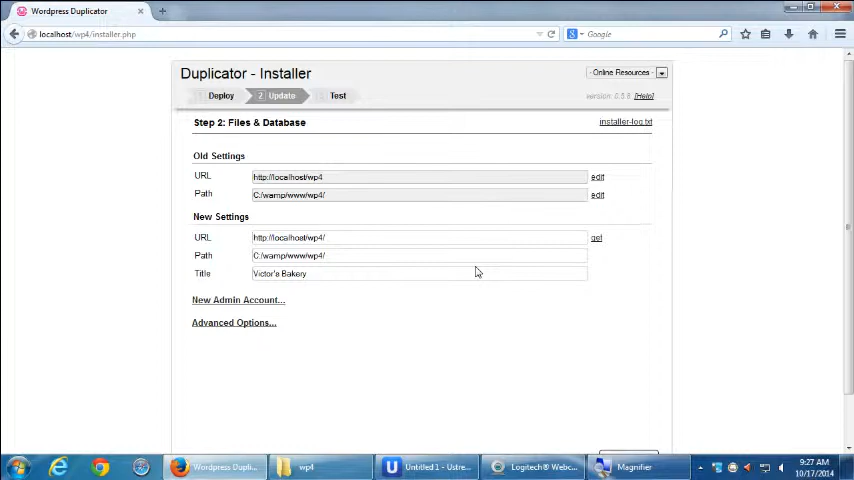 Wordpress Duplicator
localhost/wp4/installer.php
Google
Duplicator - Installer
- Online Resources -
1 Deploy
2 Update
Test
version: 0.5.8 [Help]
Step 2: Files & Database
installer-log.txt
Old Settings
URL
http://localhost/wp4
edit
Path
C:/wamp/www/wp4/
edit
New Settings
URL
http://localhost/wp4/
get
Path
C:/wamp/www/wp4/
Title
Victor's Bakery
New Admin Account...
Advanced Options...
Wordpress Dupli...
wp4
Untitled 1 - Ustre...
Logitech® Webc...
Magnifier
9:27 AM
10/17/2014